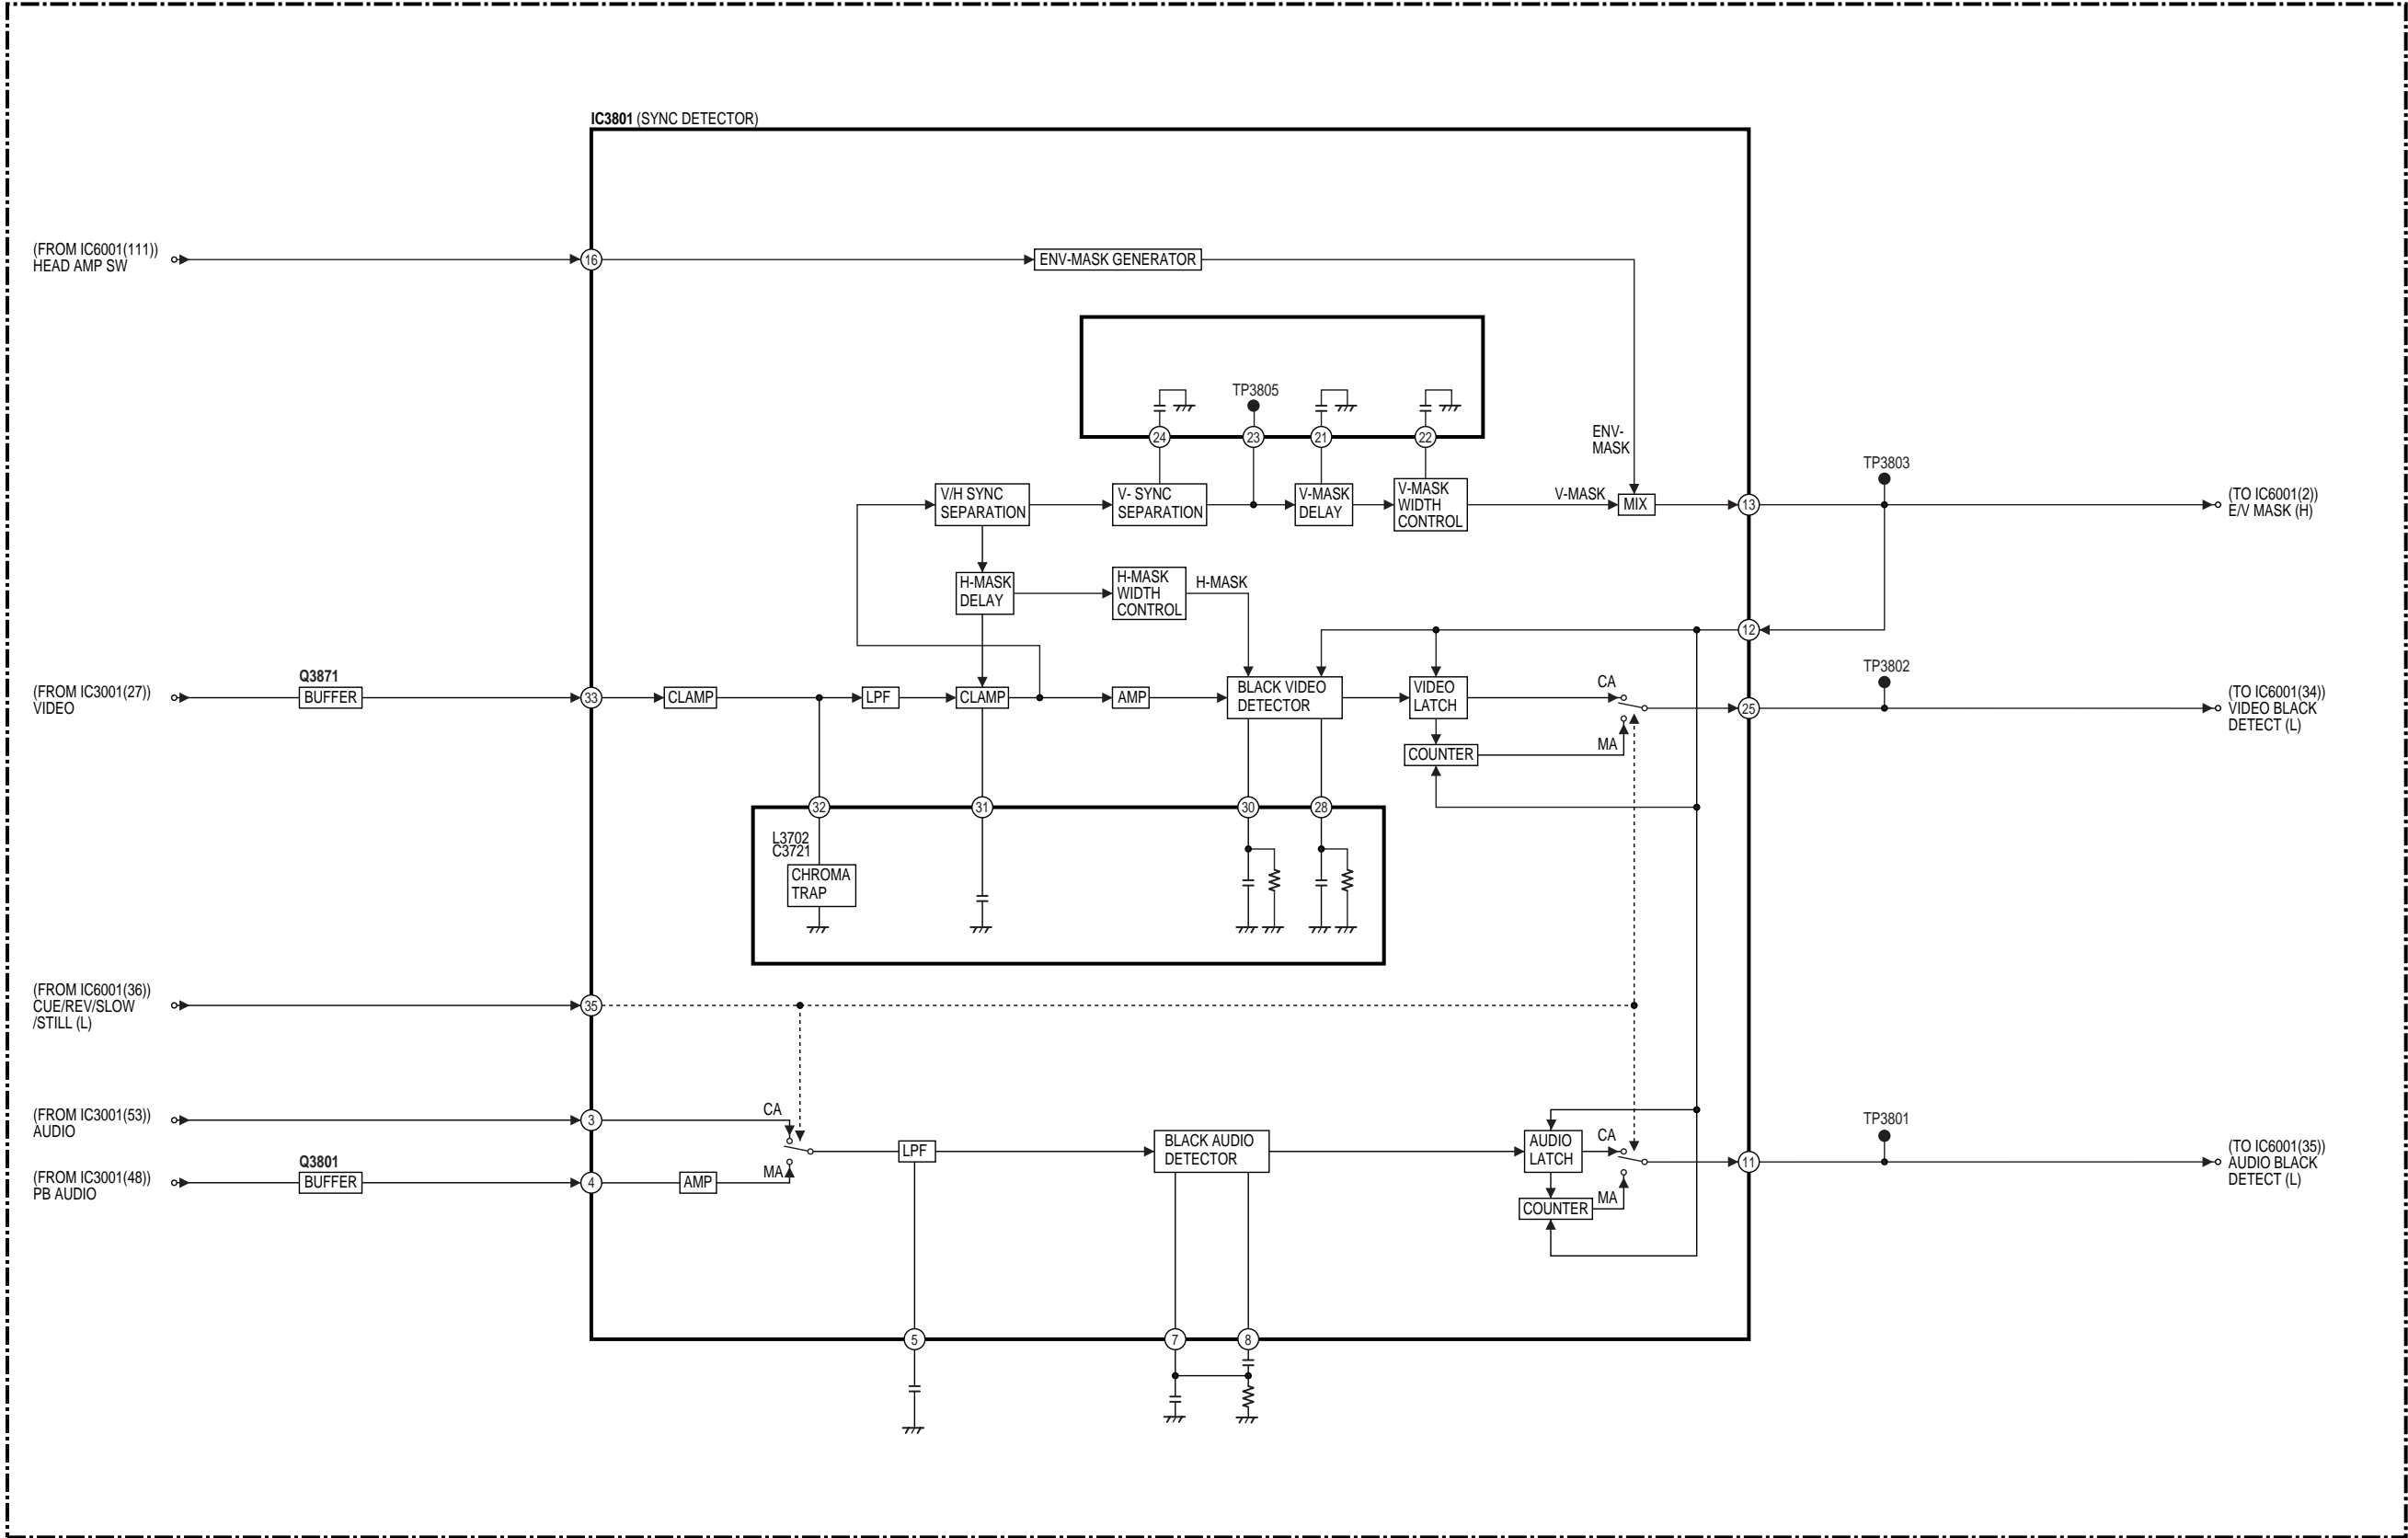 IC3801 (SYNC DETECTOR)
(FROM IC6001(111))
HEAD AMP SW
16
ENV-MASK GENERATOR
TP3805
24
23
21
22
ENV-
MASK
V/H SYNC
SEPARATION
V- SYNC
SEPARATION
V-MASK
DELAY
V-MASK
WIDTH
CONTROL
V-MASK
MIX
13
TP3803
(TO IC6001(2))
E/V MASK (H)
H-MASK
DELAY
H-MASK
WIDTH
CONTROL
H-MASK
12
(FROM IC3001(27))
VIDEO
Q3871
BUFFER
33
CLAMP
LPF
CLAMP
AMP
BLACK VIDEO
DETECTOR
VIDEO
LATCH
CA
MA
COUNTER
25
TP3802
(TO IC6001(34))
VIDEO BLACK
DETECT (L)
32
31
30
28
L3702
C3721
CHROMA
TRAP
(FROM IC6001(36))
CUE/REV/SLOW
/STILL (L)
35
(FROM IC3001(53))
AUDIO
3
CA
(FROM IC3001(48))
PB AUDIO
Q3801
BUFFER
4
AMP
MA
LPF
BLACK AUDIO
DETECTOR
AUDIO
LATCH
CA
MA
COUNTER
11
TP3801
(TO IC6001(35))
AUDIO BLACK
DETECT (L)
5
7
8